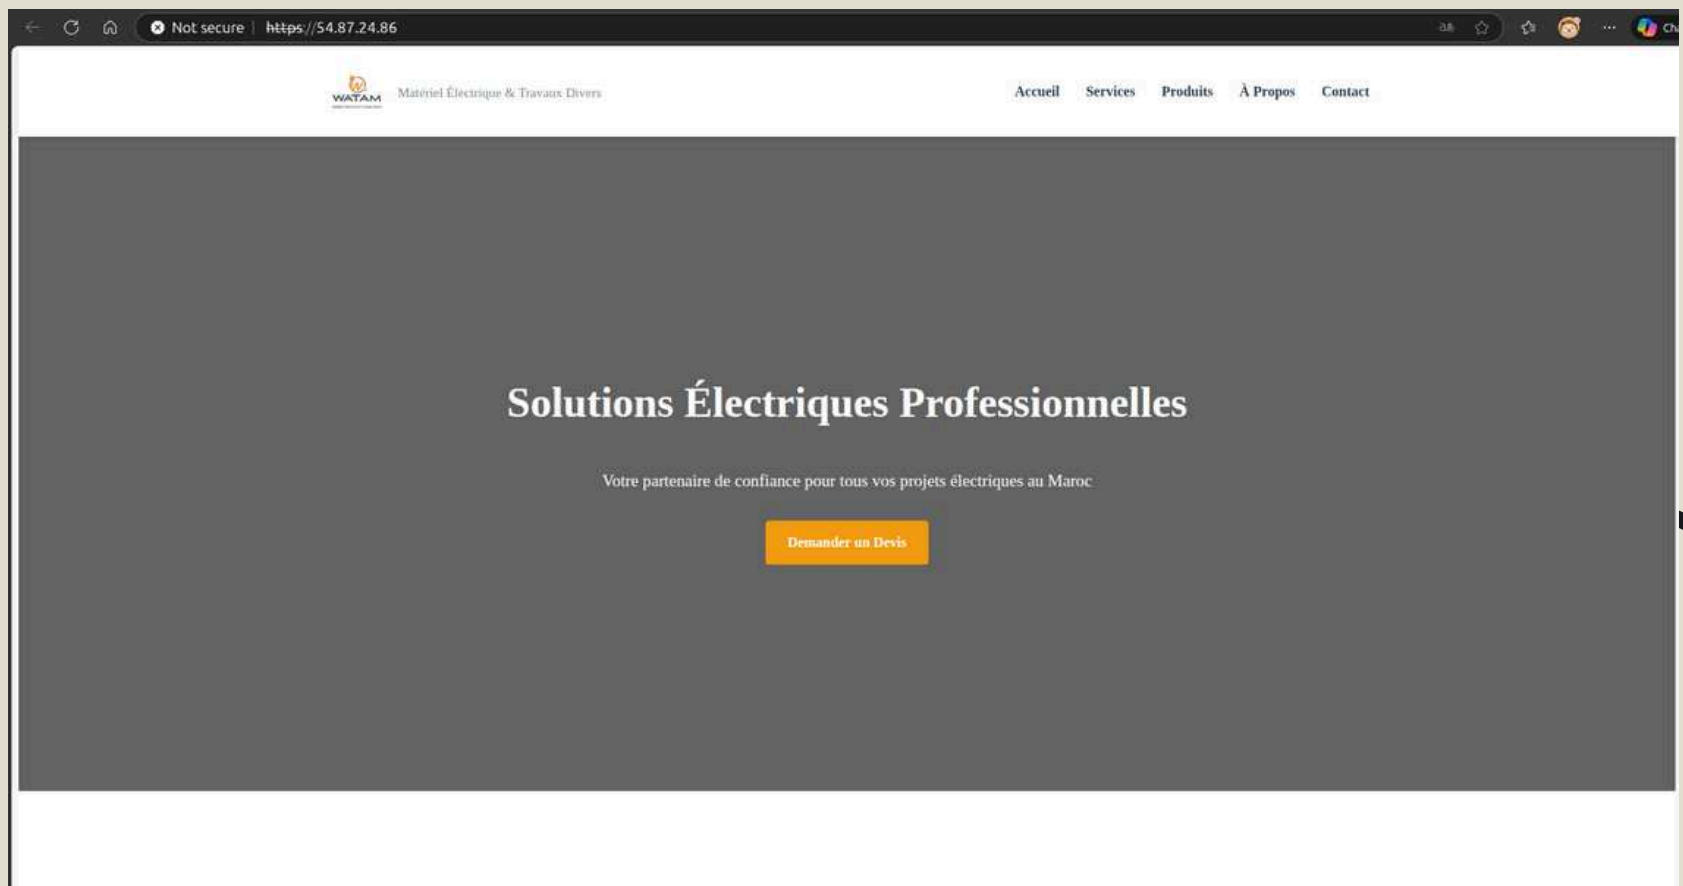 Not secure | https://54.87.24.86
WATAM
Matériel Électrique & Travaux Divers
Accueil Services Produits À Propos Contact
Solutions Électriques Professionnelles
Votre partenaire de confiance pour tous vos projets électriques au Maroc
Demander un Devis